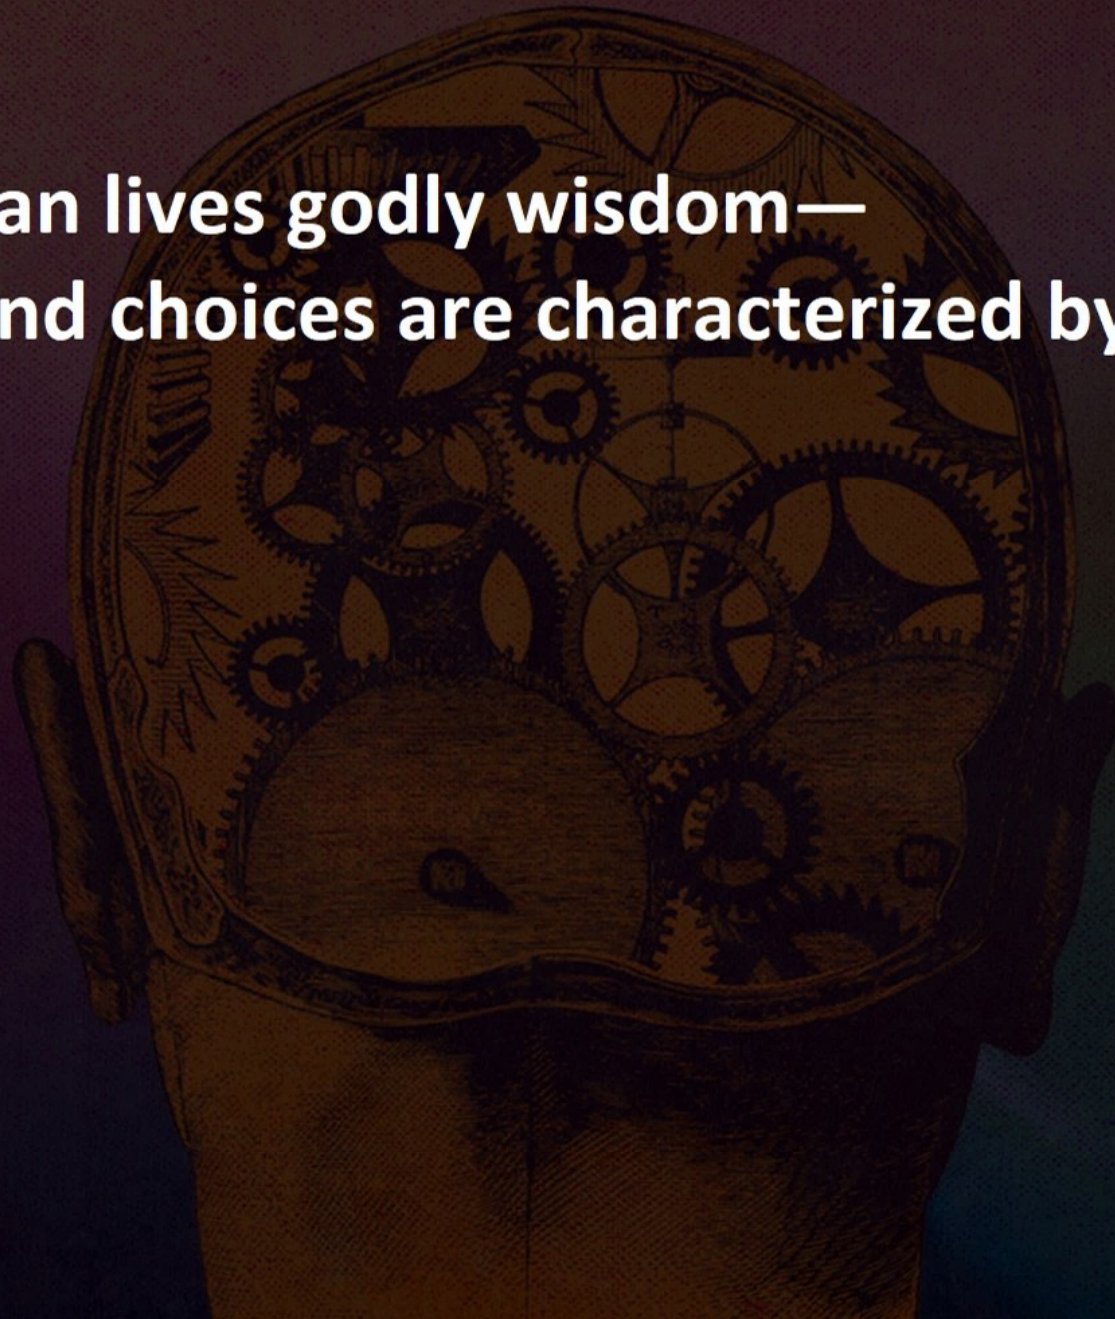 an lives godly wisdom—
nd choices are characterized by